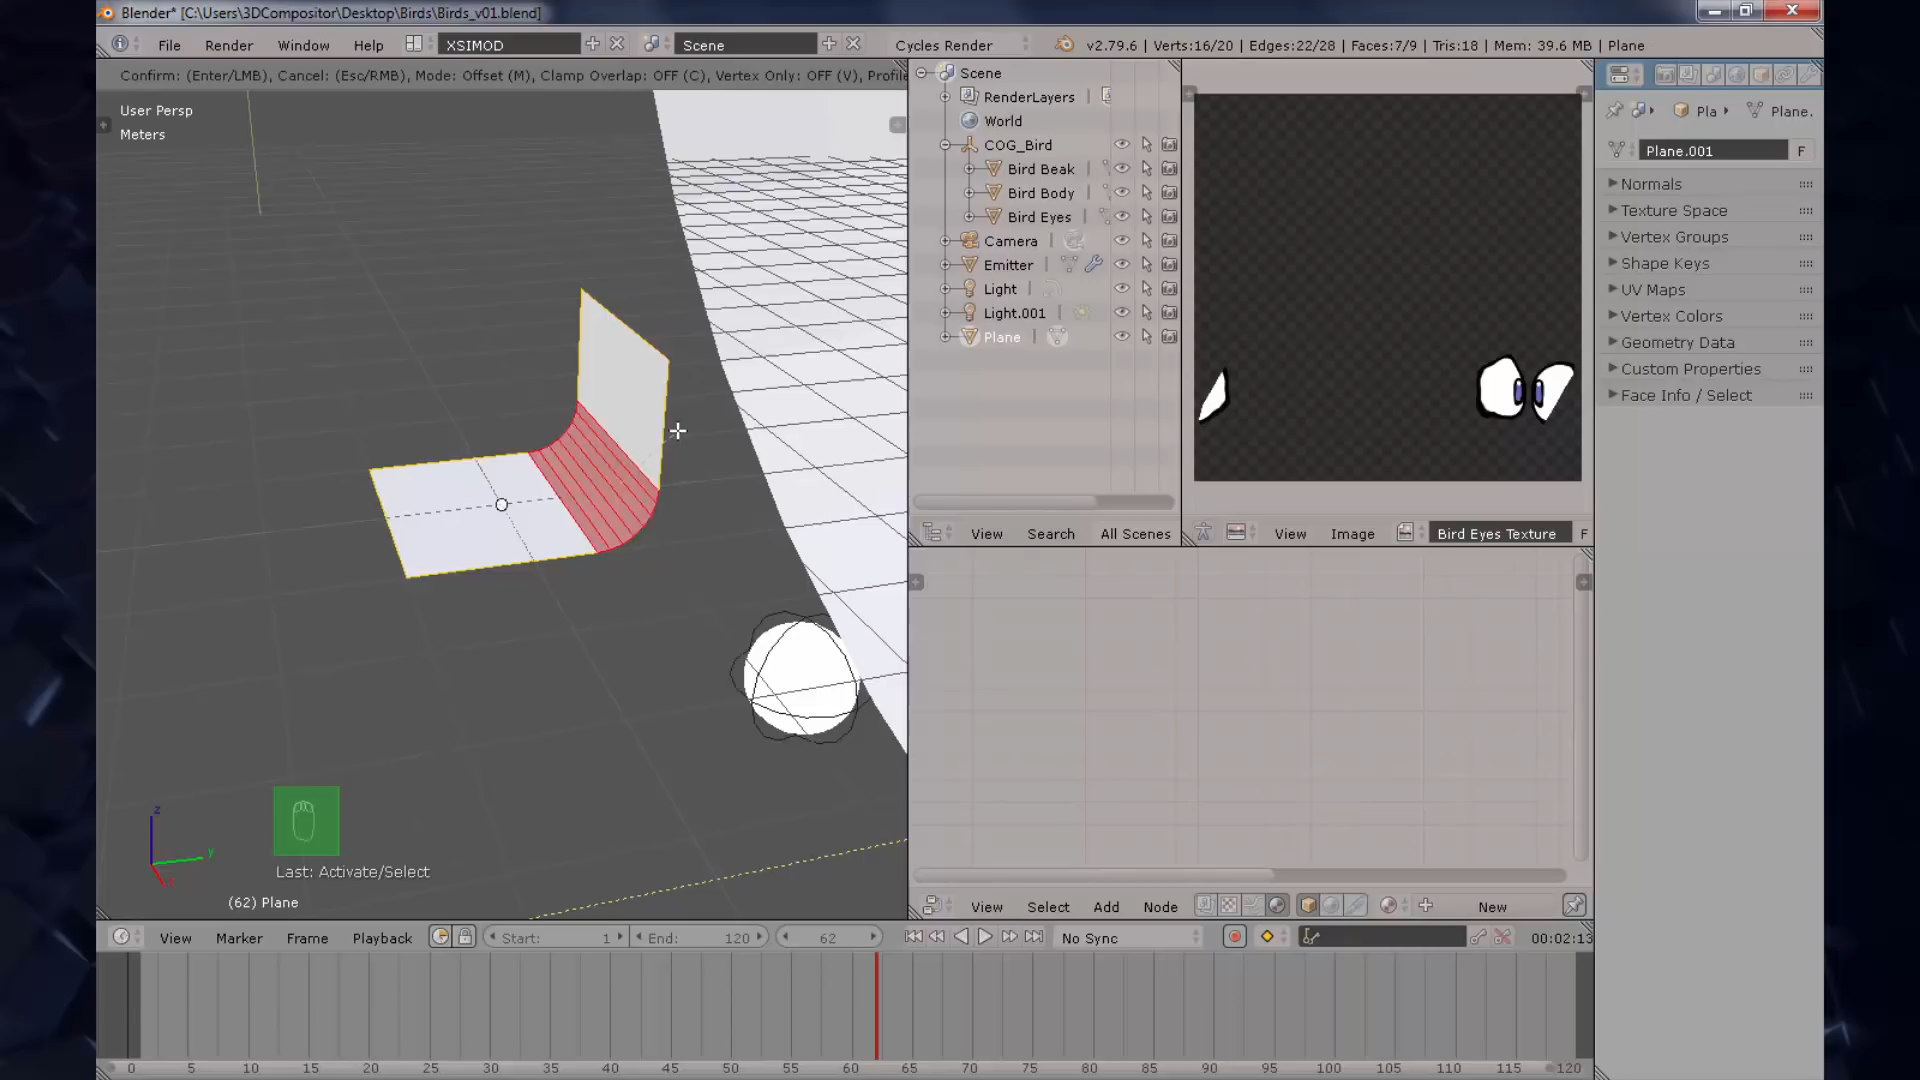 Blender* [C:\Users\3DCompositor\Desktop\Birds\Birds_v01.blend]
File Render Window Help XSIMOD Scene Cycles Render v2.79.6 | Verts:16/20 | Edges:22/28 | Faces:7/9 | Tris:18 | Mem: 39.6 MB | Plane
Confirm: (Enter/LMB), Cancel: (Esc/RMB), Mode: Offset (M), Clamp Overlap: OFF (C), Vertex Only: OFF (V), Profile
User Persp
Meters
Scene
RenderLayers
World
COG_Bird
Bird Beak
Bird Body
Bird Eyes
Camera
Emitter
Light
Light.001
Plane
View Search All Scenes
View Image Bird Eyes Texture F
Pla Plane.
Plane.001 F
Normals
Texture Space
Vertex Groups
Shape Keys
UV Maps
Vertex Colors
Geometry Data
Custom Properties
Face Info / Select
z
y
x
Last: Activate/Select
(62) Plane
View Select Add Node New
View Marker Frame Playback Start: 1 End: 120 62 No Sync 00:02:13
0 5 10 15 20 25 30 35 40 45 50 55 60 65 70 75 80 85 90 95 100 105 110 115 120